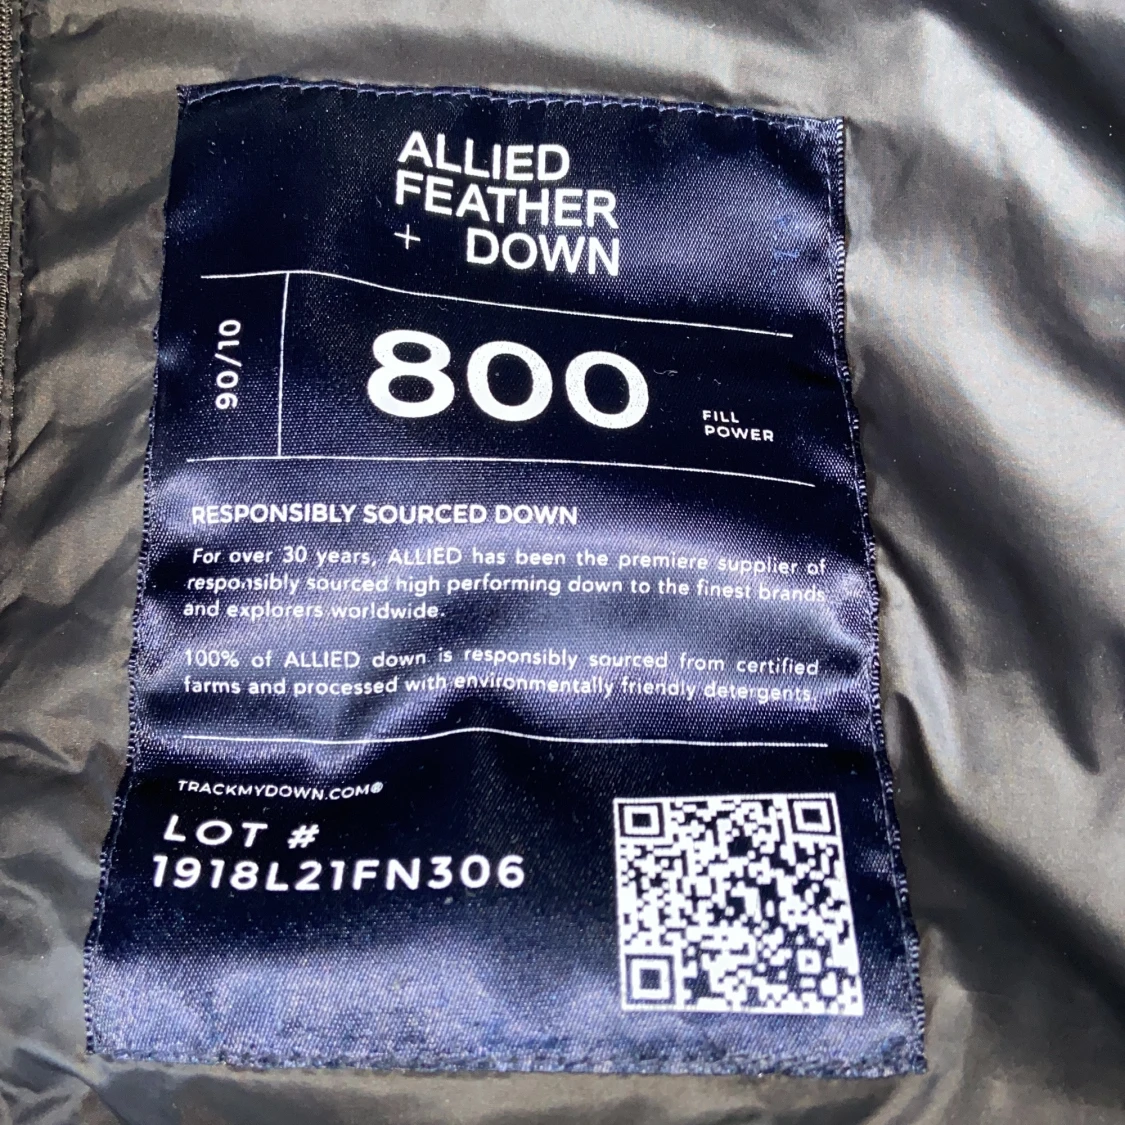 ALLIED
FEATHER
+ DOWN
90/10
800
FILL
POWER
RESPONSIBLY SOURCED DOWN
For over 30 years, ALLIED has been the premiere supplier of
responsibly sourced high performing down to the finest brands
and explorers worldwide.
100% of ALLIED down is responsibly sourced from certified
farms and processed with environmentally friendly detergents.
TRACKMYDOWN.COM®
LOT #
1918L21FN306